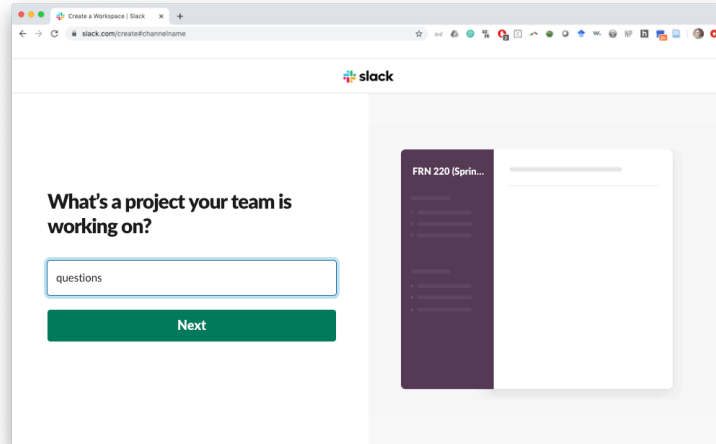 Create a Workspace | Slack
slack.com/create#channelname
slack
FRN 220 (Sprin...
What's a project your team is
working on?
questions
Next